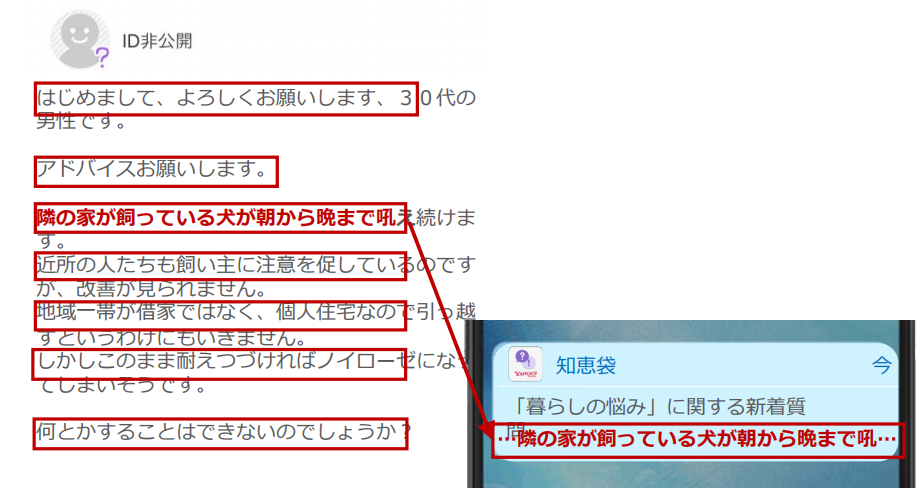 ID非公開
はじめまして、よろしくお願いします、３０代の
男性です。
アドバイスお願いします。
隣の家が飼っている犬が朝から晩まで吼え続けま
す。
近所の人たちも飼い主に注意を促しているのです
が、改善が見られません。
地域一帯が借家ではなく、個人住宅なので引っ越
すというわけにもいきません。
しかしこのまま耐えつづければノイローゼになっ
てしまいそうです。
何とかすることはできないのでしょうか？
YAHOO!
知恵袋
今
「暮らしの悩み」に関する新着質
問
…隣の家が飼っている犬が朝から晩まで吼…